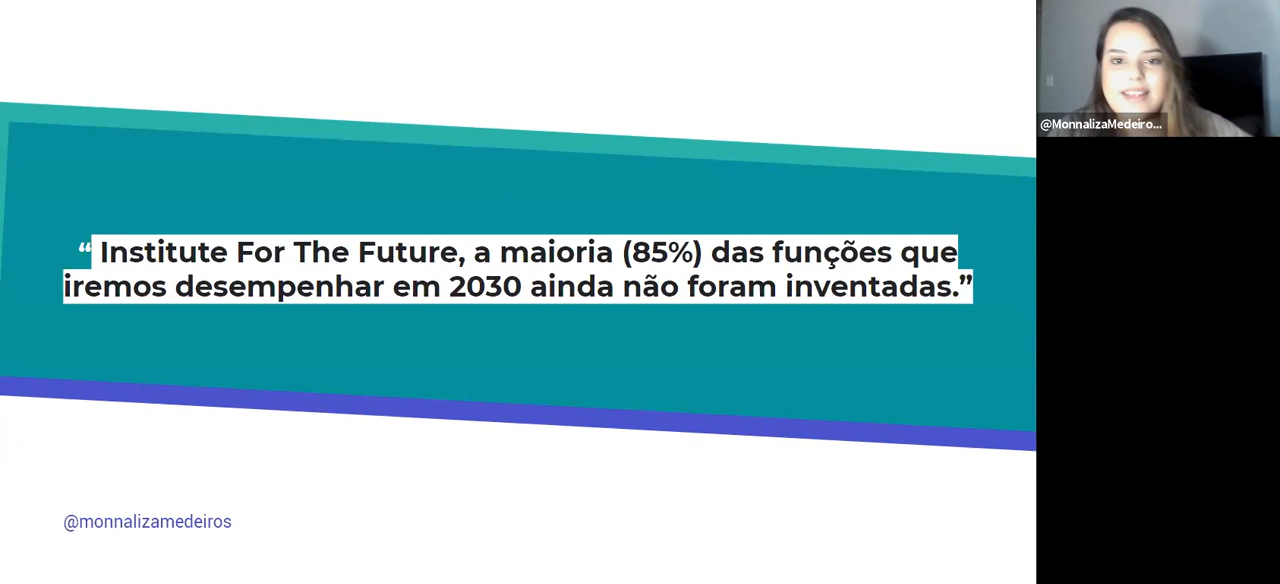 “ Institute For The Future, a maioria (85%) das funções que
iremos desempenhar em 2030 ainda não foram inventadas.”
@monnalizamedeiros
@MonnalizaMedeiro...